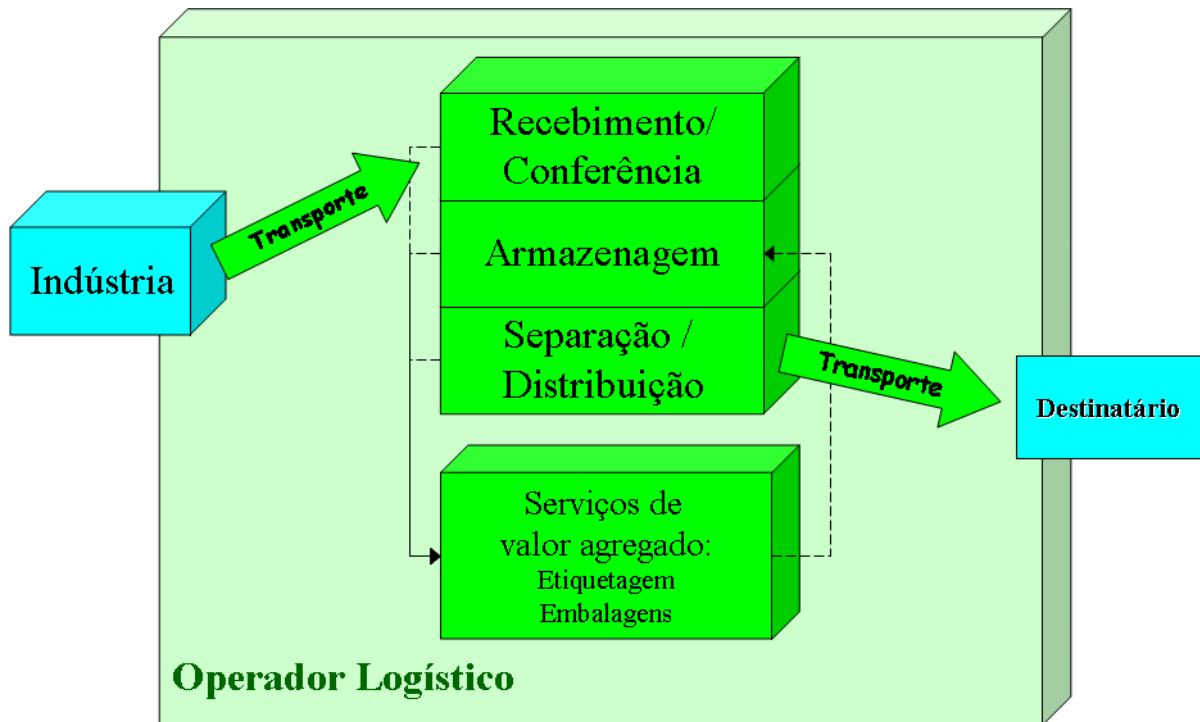 Recebimento/
Conferência
Transporte
Indústria
Armazenagem
Separação /
Distribuição
Transporte
Destinatário
Serviços de
valor agregado:
Etiquetagem
Embalagens
Operador Logístico